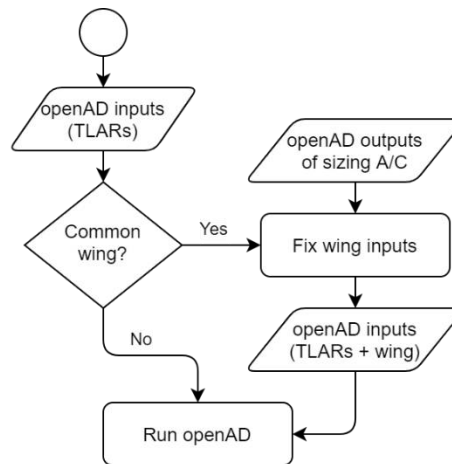 openAD inputs
(TLARs)
openAD outputs
of sizing A/C
Common
wing?
Yes
Fix wing inputs
No
openAD inputs
(TLARs + wing)
Run openAD